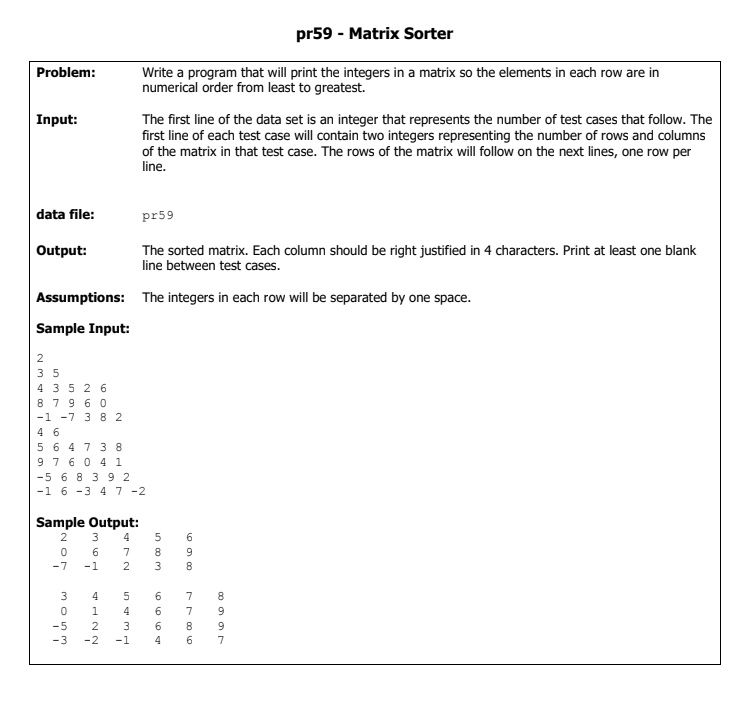 pr59 - Matrix Sorter
Problem: Write a program that will print the integers in a matrix so the elements in each row are in
numerical order from least to greatest.
Input: The first line of the data set is an integer that represents the number of test cases that follow. The
first line of each test case will contain two integers representing the number of rows and columns
of the matrix in that test case. The rows of the matrix will follow on the next lines, one row per
line.
data file: pr59
Output: The sorted matrix. Each column should be right justified in 4 characters. Print at least one blank
line between test cases.
Assumptions: The integers in each row will be separated by one space.
Sample Input:
2
3 5
4 3 5 2 6
8 7 9 6 0
-1 -7 3 8 2
4 6
5 6 4 7 3 8
9 7 6 0 4 1
-5 6 8 3 9 2
-1 6 -3 4 7 -2
Sample Output:
   2   3   4   5   6
   0   6   7   8   9
  -7  -1   2   3   8
   3   4   5   6   7   8
   0   1   4   6   7   9
  -5   2   3   6   8   9
  -3  -2  -1   4   6   7